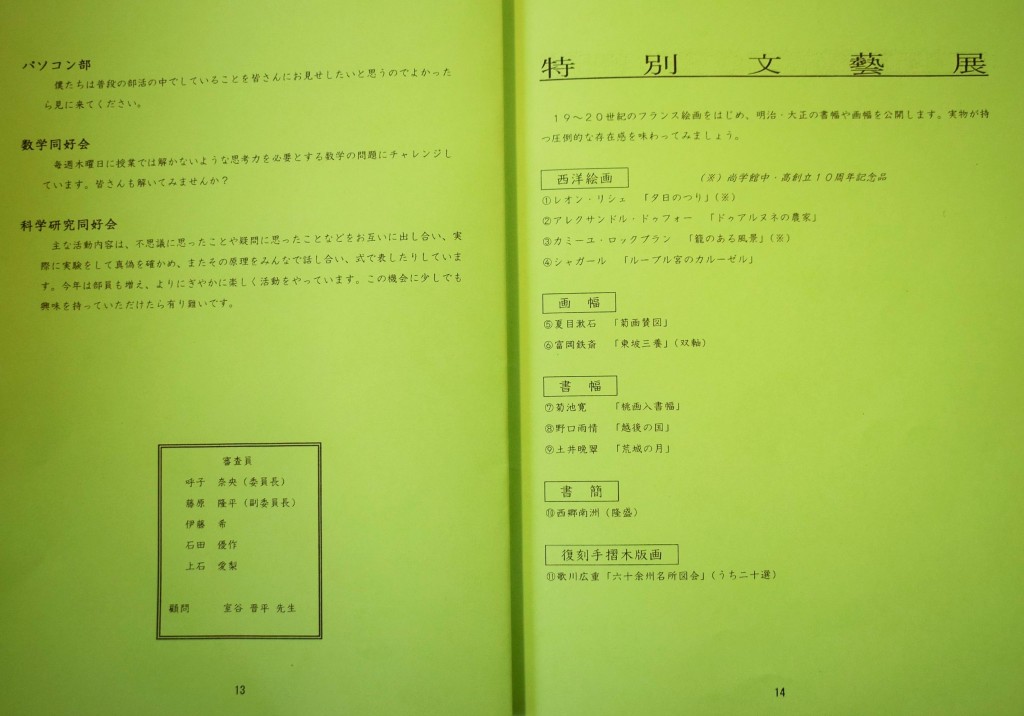 パソコン部
僕たちは普段の部活の中でしていることを皆さんにお見せしたいと思うのでよかった
ら見に来てください。
数学同好会
毎週木曜日に授業では解かないような思考力を必要とする数学の問題にチャレンジし
ています。皆さんも解いてみませんか？
科学研究同好会
主な活動内容は、不思議に思ったことや疑問に思ったことなどをお互いに出し合い、実
際に実験をして真偽を確かめ、またその原理をみんなで話し合い、式で表したりしていま
す。今年は部員も増え、よりにぎやかに楽しく活動をやっています。この機会に少しでも
興味を持っていただけたら有り難いです。
審査員
呼子 奈央（委員長）
藤原 隆平（副委員長）
伊藤 希
石田 優作
上石 愛梨
顧問 室谷 晋平 先生
13
特別文藝展
１９～２０世紀のフランス絵画をはじめ、明治・大正の書幅や画幅を公開します。実物が持
つ圧倒的な存在感を味わってみましょう。
西洋絵画 （※）尚学館中・高創立１０周年記念品
①レオン・リシェ 「夕日のつり」（※）
②アレクサンドル・ドゥフォー 「ドゥアルヌネの農家」
③カミーユ・ロックプラン 「籠のある風景」（※）
④シャガール 「ルーブル宮のカルーゼル」
画幅
⑤夏目漱石 「菊画賛図」
⑥富岡鉄斎 「東坡三養」（双軸）
書幅
⑦菊池寛 「桃画入書幅」
⑧野口雨情 「越後の国」
⑨土井晩翠 「荒城の月」
書簡
⑩西郷南洲（隆盛）
復刻手摺木版画
⑪歌川広重「六十余州名所図会」（うち二十選）
14